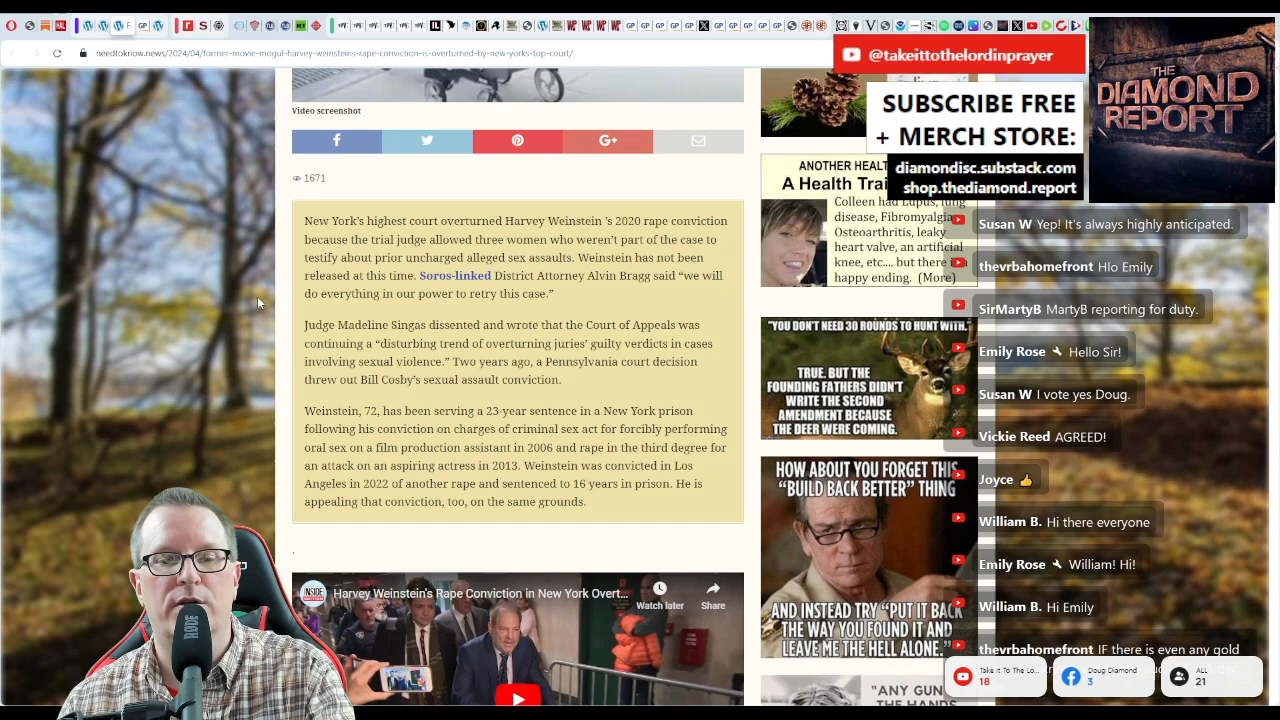 needtoknow.news/2024/04/former-movie-mogul-harvey-weinsteins-rape-conviction-is-overturned-by-new-yorks-top-court/
@takeittothelordinprayer
SUBSCRIBE FREE
+ MERCH STORE:
diamondisc.substack.com
shop.thediamond.report
THE
DIAMOND
REPORT
Video screenshot
1671
New York's highest court overturned Harvey Weinstein 's 2020 rape conviction
because the trial judge allowed three women who weren't part of the case to
testify about prior uncharged alleged sex assaults. Weinstein has not been
released at this time. Soros-linked District Attorney Alvin Bragg said “we will
do everything in our power to retry this case.”
Judge Madeline Singas dissented and wrote that the Court of Appeals was
continuing a “disturbing trend of overturning juries’ guilty verdicts in cases
involving sexual violence.” Two years ago, a Pennsylvania court decision
threw out Bill Cosby’s sexual assault conviction.
Weinstein, 72, has been serving a 23-year sentence in a New York prison
following his conviction on charges of criminal sex act for forcibly performing
oral sex on a film production assistant in 2006 and rape in the third degree for
an attack on an aspiring actress in 2013. Weinstein was convicted in Los
Angeles in 2022 of another rape and sentenced to 16 years in prison. He is
appealing that conviction, too, on the same grounds.
INSIDE
EDITION
Harvey Weinstein's Rape Conviction in New York Overt...
Watch later
Share
RØDE
ANOTHER HEALT
A Health Trai
Colleen had Lupus, lung
disease, Fibromyalgia
Osteoarthritis, leaky
heart valve, an artificial
knee, etc.... but there
happy ending. (More)
"YOU DON'T NEED 30 ROUNDS TO HUNT WITH."
TRUE. BUT THE
FOUNDING FATHERS DIDN'T
WRITE THE SECOND
AMENDMENT BECAUSE
THE DEER WERE COMING.
HOW ABOUT YOU FORGET THIS
"BUILD BACK BETTER" THING
AND INSTEAD TRY "PUT IT BACK
THE WAY YOU FOUND IT AND
LEAVE ME THE HELL ALONE."
"ANY GUN
THE HANDS
Susan W Yep! It's always highly anticipated.
thevrbahomefront Hlo Emily
SirMartyB MartyB reporting for duty.
Emily Rose Hello Sir!
Susan W I vote yes Doug.
Vickie Reed AGREED!
Joyce 👍
William B. Hi there everyone
Emily Rose William! Hi!
William B. Hi Emily
thevrbahomefront IF there is even any gold
Take It To The Lo...
18
Doug Diamond
3
ALL
21